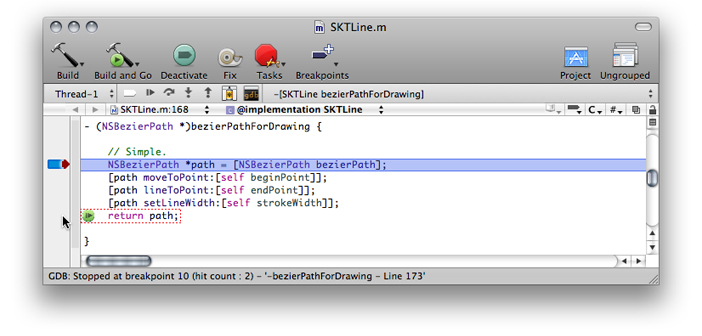 SKTLine.m
Build Build and Go Deactivate Fix Tasks Breakpoints Project Ungrouped
Thread-1 gdb -[SKTLine bezierPathForDrawing]
SKTLine.m:168 @implementation SKTLine C #
- (NSBezierPath *)bezierPathForDrawing {
// Simple.
NSBezierPath *path = [NSBezierPath bezierPath];
[path moveToPoint:[self beginPoint]];
[path lineToPoint:[self endPoint]];
[path setLineWidth:[self strokeWidth]];
return path;
}
GDB: Stopped at breakpoint 10 (hit count : 2) - '-bezierPathForDrawing - Line 173'